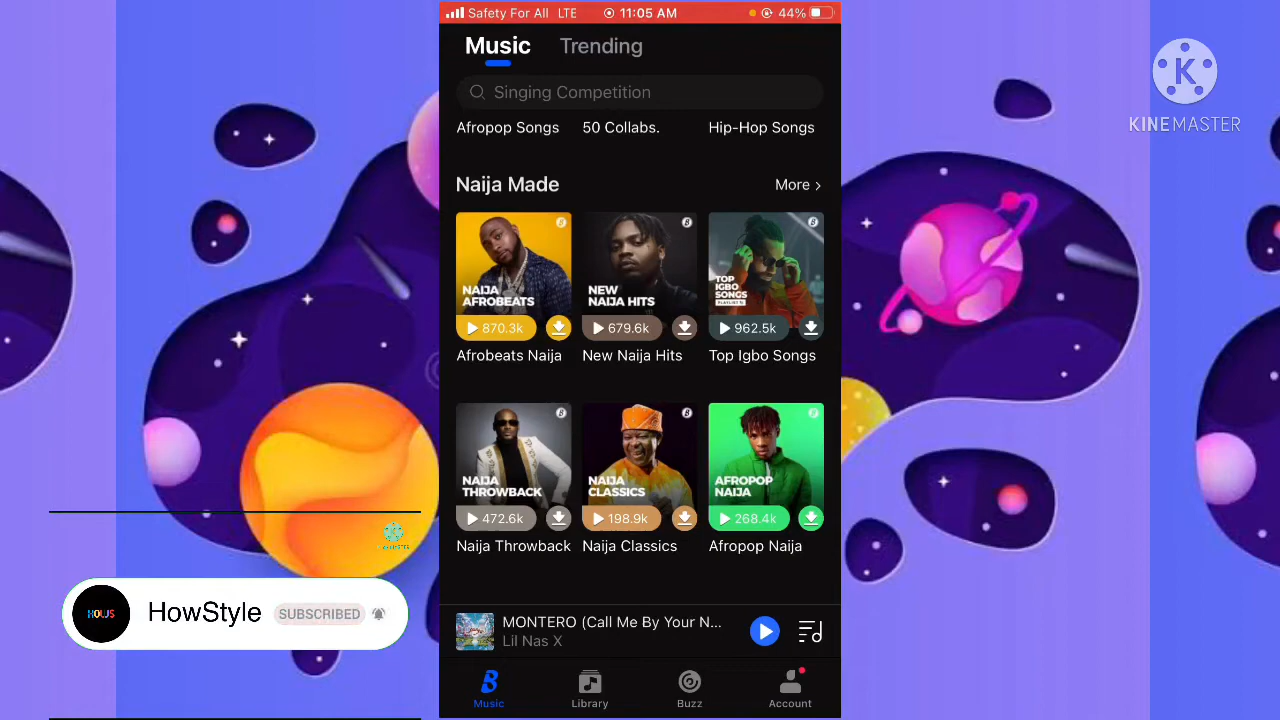 Safety For All LTE 11:05 AM 44%
Music Trending
Singing Competition
Afropop Songs 50 Collabs. Hip-Hop Songs
Naija Made More >
NAIJA AFROBEATS
870.3k
Afrobeats Naija
NEW NAIJA HITS
679.6k
New Naija Hits
TOP IGBO SONGS
962.5k
Top Igbo Songs
NAIJA THROWBACK
472.6k
Naija Throwback
NAIJA CLASSICS
198.9k
Naija Classics
AFROPOP NAIJA
268.4k
Afropop Naija
MONTERO (Call Me By Your N...
Lil Nas X
Music Library Buzz Account
K
KINEMASTER
HOWS
HowStyle SUBSCRIBED